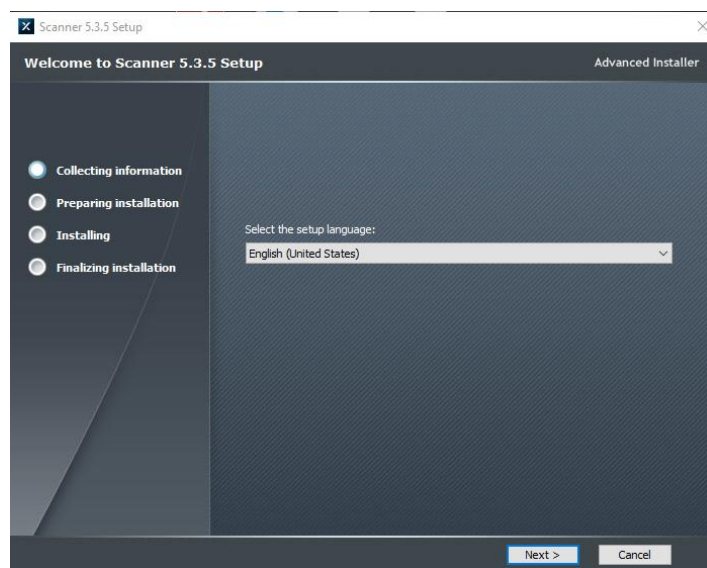 Scanner 5.3.5 Setup
Welcome to Scanner 5.3.5 Setup
Advanced Installer
Collecting information
Preparing installation
Installing
Finalizing installation
Select the setup language:
English (United States)
Next >
Cancel